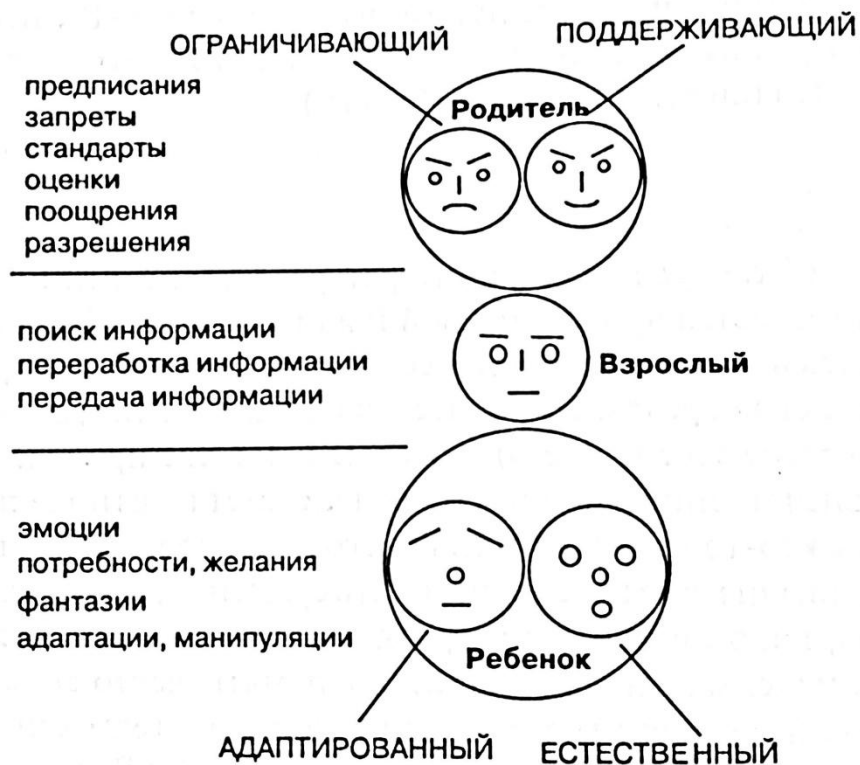 ОГРАНИЧИВАЮЩИЙ
ПОДДЕРЖИВАЮЩИЙ
предписания
запреты
стандарты
оценки
поощрения
разрешения
Родитель
поиск информации
переработка информации
передача информации
Взрослый
эмоции
потребности, желания
фантазии
адаптации, манипуляции
Ребенок
АДАПТИРОВАННЫЙ
ЕСТЕСТВЕННЫЙ